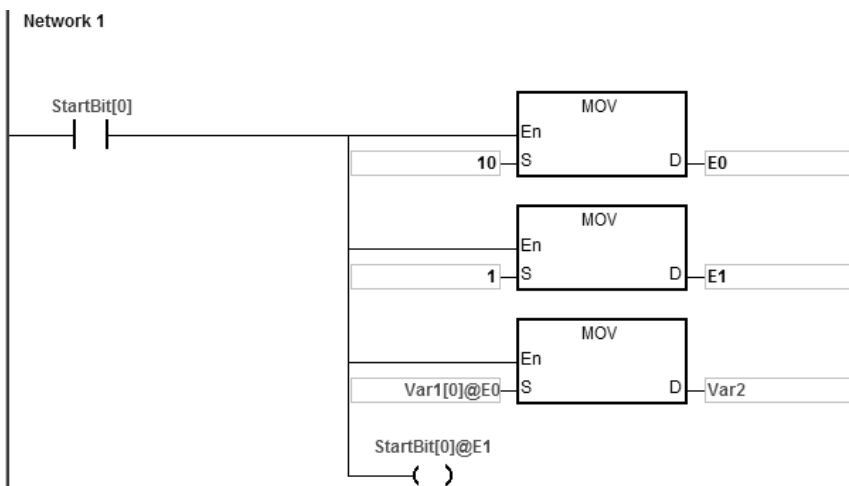 Network 1
StartBit[0]
MOV
En
10 S D E0
MOV
En
1 S D E1
MOV
En
Var1[0]@E0 S D Var2
StartBit[0]@E1